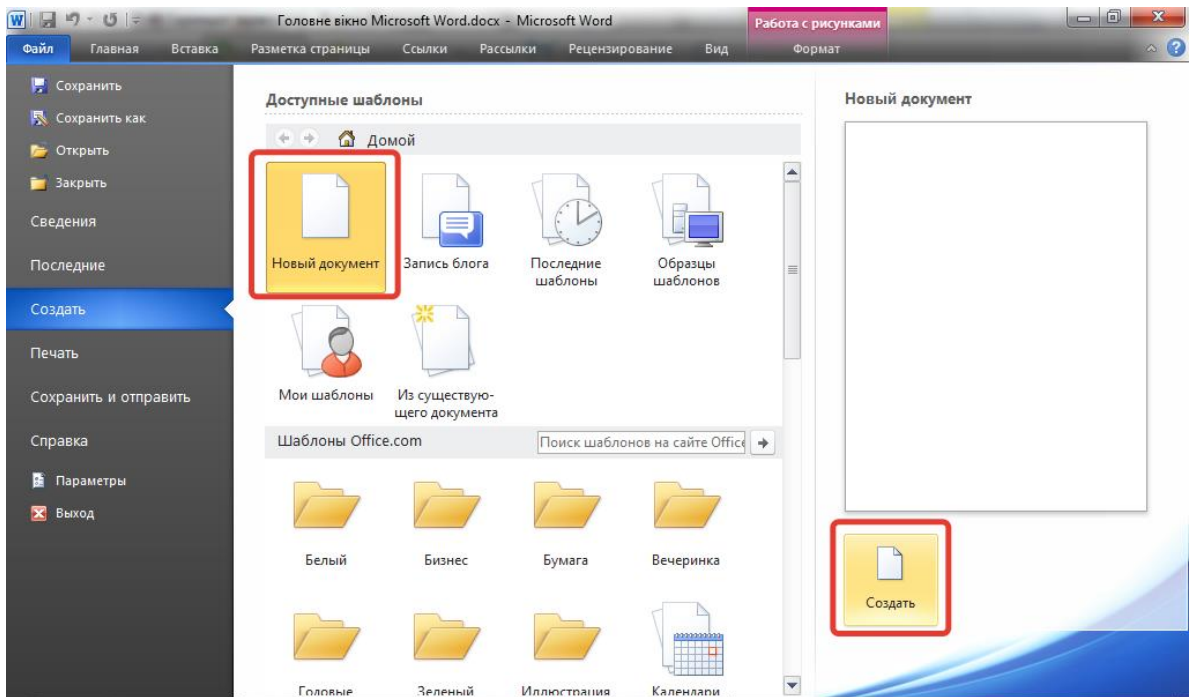 Головне вікно Microsoft Word.docx - Microsoft Word
Работа с рисунками
Файл Главная Вставка Разметка страницы Ссылки Рассылки Рецензирование Вид Формат
Сохранить
Сохранить как
Открыть
Закрыть
Сведения
Последние
Создать
Печать
Сохранить и отправить
Справка
Параметры
Выход
Доступные шаблоны
Домой
Новый документ
Запись блога
Последние
шаблоны
Образцы
шаблонов
Мои шаблоны
Из существую-
щего документа
Шаблоны Office.com
Поиск шаблонов на сайте Office
Белый
Бизнес
Бумага
Вечеринка
Годовые
Зеленый
Иллюстрация
Календари
Новый документ
Создать